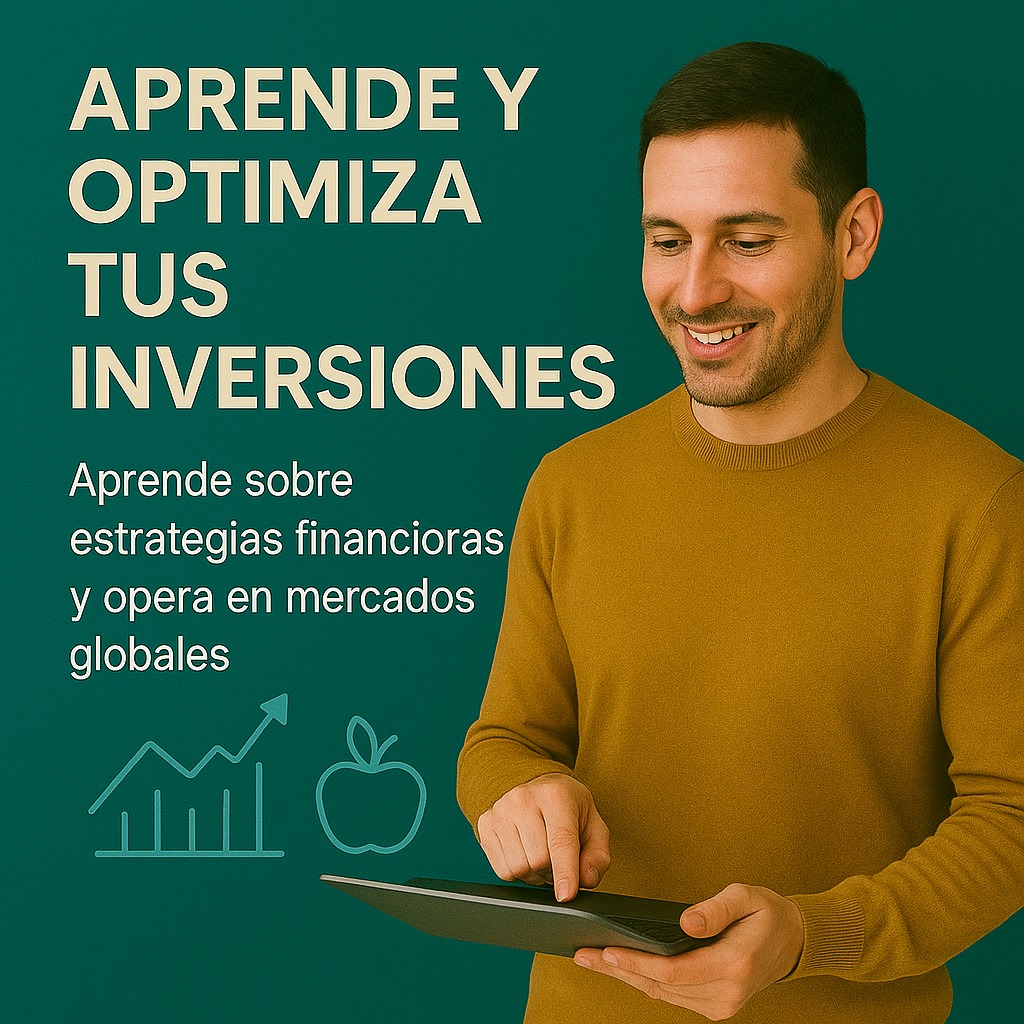 APRENDE Y
OPTIMIZA
TUS
INVERSIONES
Aprende sobre
estrategias financioras
y opera en mercados
globales